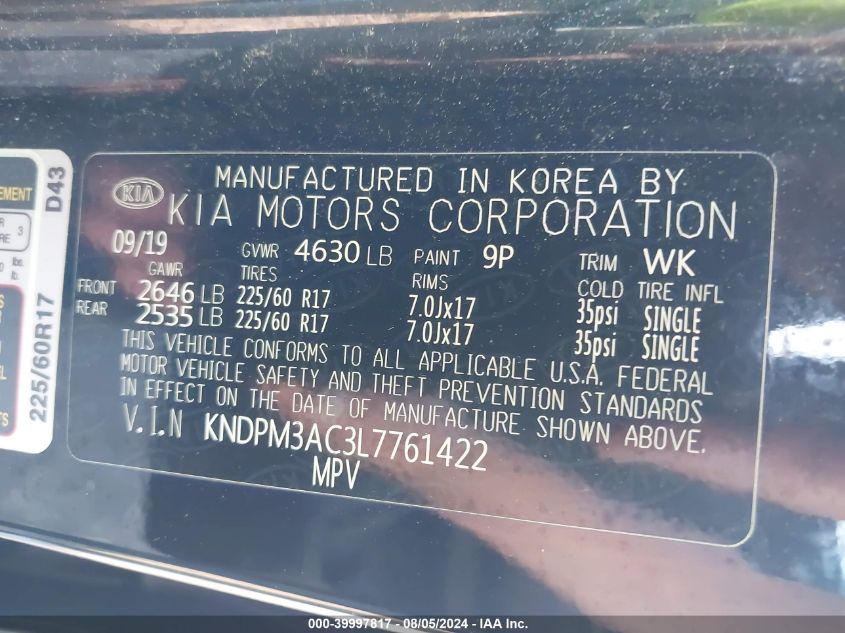 KIA
MANUFACTURED IN KOREA BY
KIA MOTORS CORPORATION
09/19 GVWR 4630 LB PAINT 9P TRIM WK
GAWR TIRES RIMS COLD TIRE INFL
FRONT 2646 LB 225/60 R17 7.0Jx17 35psi SINGLE
REAR 2535 LB 225/60 R17 7.0Jx17 35psi SINGLE
THIS VEHICLE CONFORMS TO ALL APPLICABLE U.S.A. FEDERAL
MOTOR VEHICLE SAFETY AND THEFT PREVENTION STANDARDS
IN EFFECT ON THE DATE OF MANUFACTURE SHOWN ABOVE.
V.I.N KNDPM3AC3L7761422
MPV
225/60R17 D43
3
lbs.
lb.
000-39997817 - 08/05/2024 - IAA Inc.